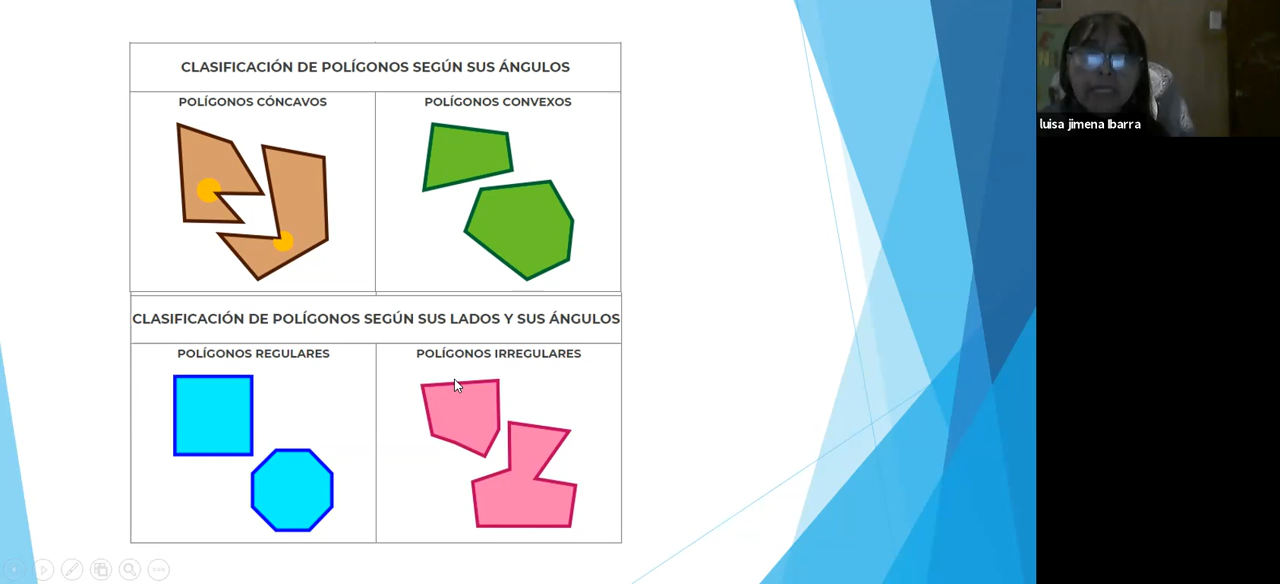 CLASIFICACIÓN DE POLÍGONOS SEGÚN SUS ÁNGULOS
POLÍGONOS CÓNCAVOS
POLÍGONOS CONVEXOS
CLASIFICACIÓN DE POLÍGONOS SEGÚN SUS LADOS Y SUS ÁNGULOS
POLÍGONOS REGULARES
POLÍGONOS IRREGULARES
luisa jimena Ibarra